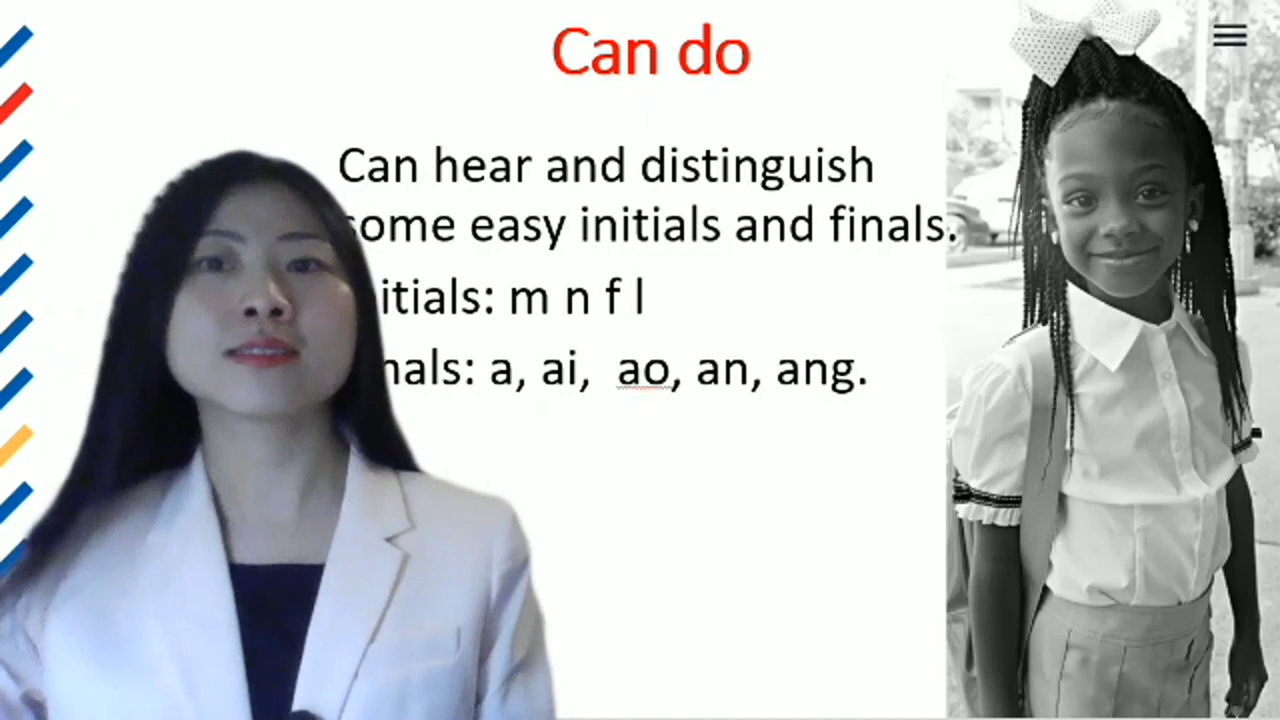 Can do
Can hear and distinguish
some easy initials and finals.
itials: m n f l
nals: a, ai, ao, an, ang.